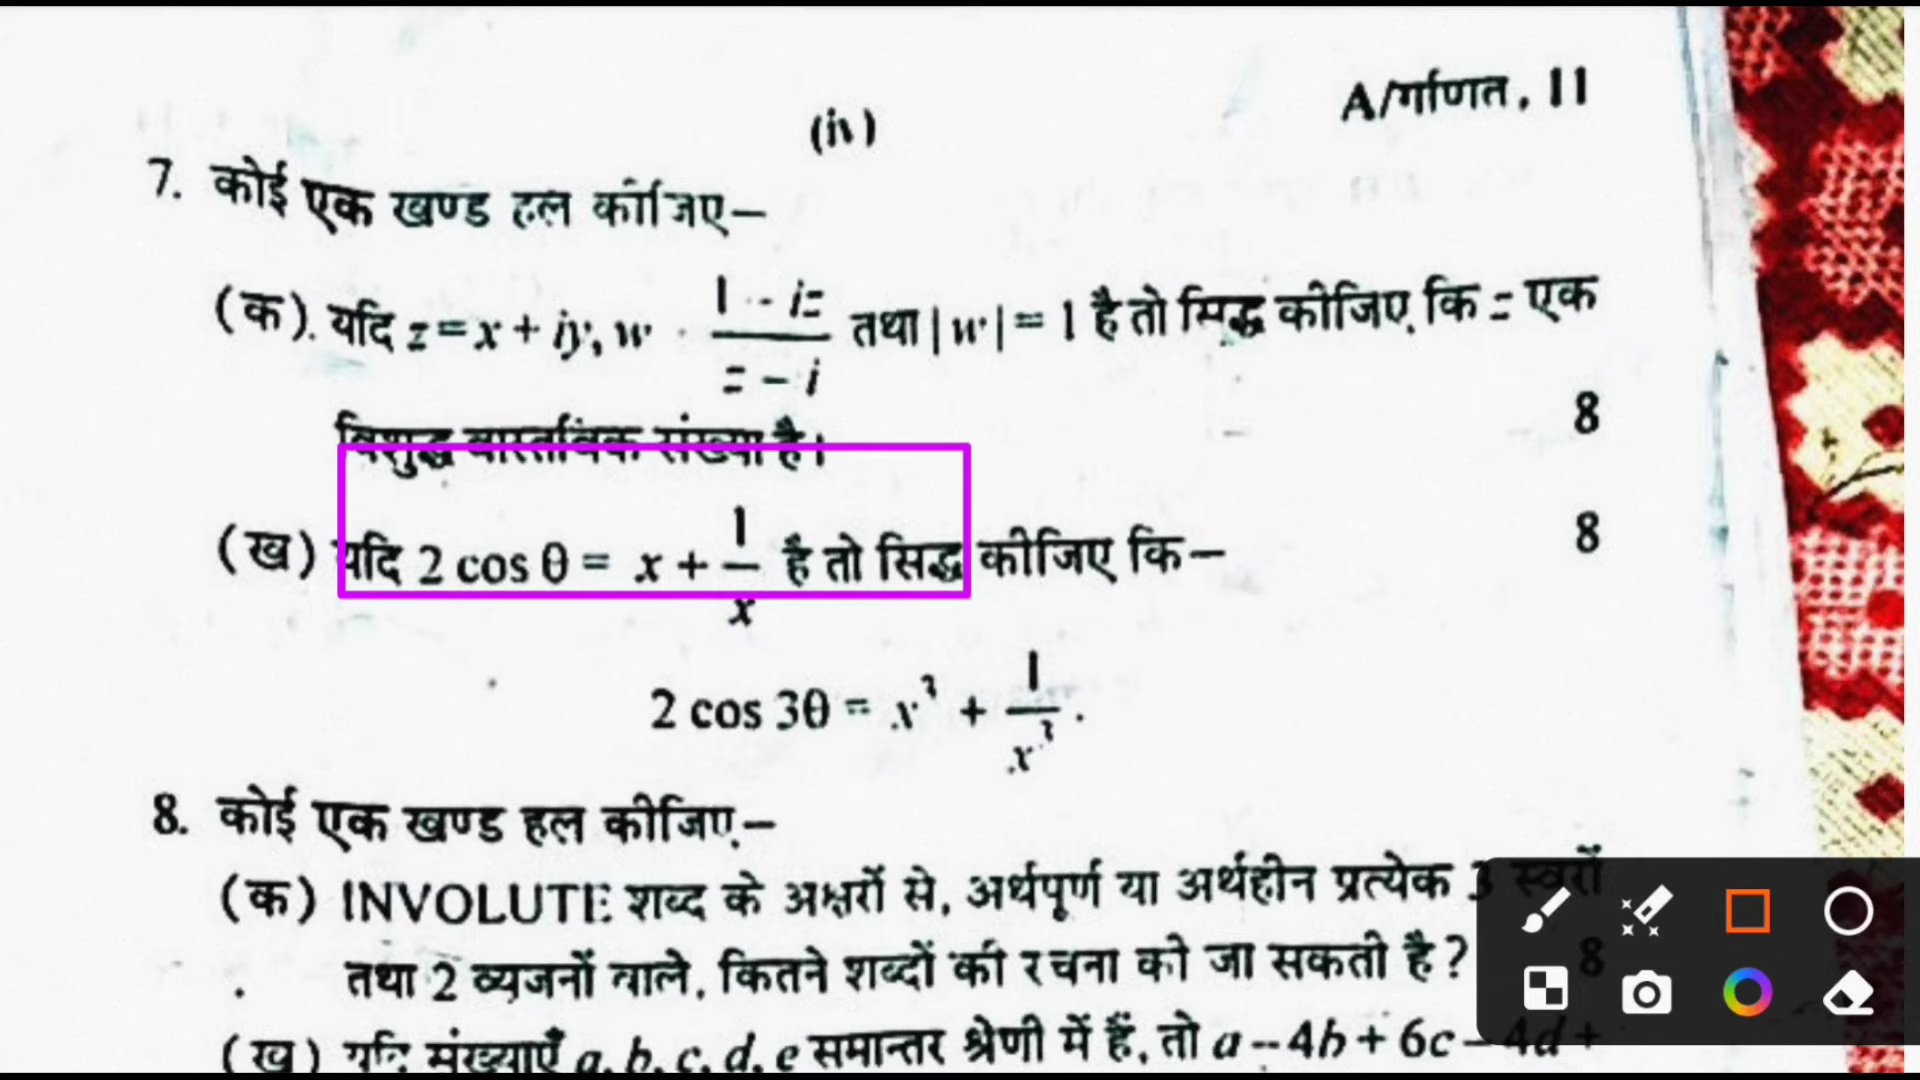 A/गणित, 11
(iv)
7. कोई एक खण्ड हल कीजिए–
(क). यदि z = x + iy, w = (1 - iz)/(z - i) तथा |w| = 1 है तो सिद्ध कीजिए, कि z एक
विशुद्ध वास्तविक संख्या है। 8
(ख) यदि 2 cos θ = x + 1/x है तो सिद्ध कीजिए कि– 8
2 cos 3θ = x³ + 1/x³.
8. कोई एक खण्ड हल कीजिए,–
(क) INVOLUTE शब्द के अक्षरों से, अर्थपूर्ण या अर्थहीन प्रत्येक 3 स्वरों
तथा 2 व्यजनों वाले, कितने शब्दों की रचना की जा सकती है? 8
(ख) यदि संख्याएँ a, b, c, d, e समान्तर श्रेणी में हैं, तो a – 4b + 6c – 4d +